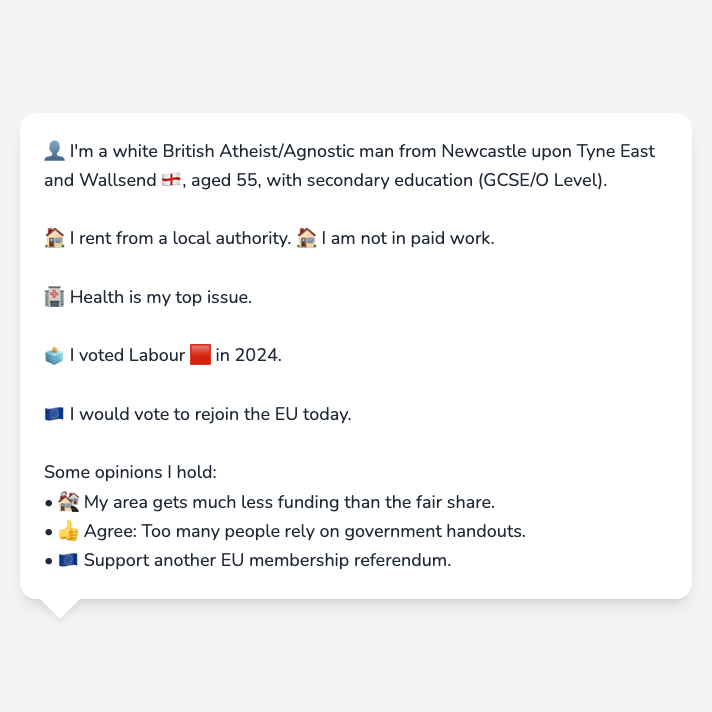 👤 I'm a white British Atheist/Agnostic man from Newcastle upon Tyne East
and Wallsend 🏴󠁧󠁢󠁥󠁮󠁧󠁿, aged 55, with secondary education (GCSE/O Level).
🏠 I rent from a local authority. 🏠 I am not in paid work.
🏥 Health is my top issue.
🗳️ I voted Labour 🟥 in 2024.
🇪🇺 I would vote to rejoin the EU today.
Some opinions I hold:
• 🏘️ My area gets much less funding than the fair share.
• 👍 Agree: Too many people rely on government handouts.
• 🇪🇺 Support another EU membership referendum.